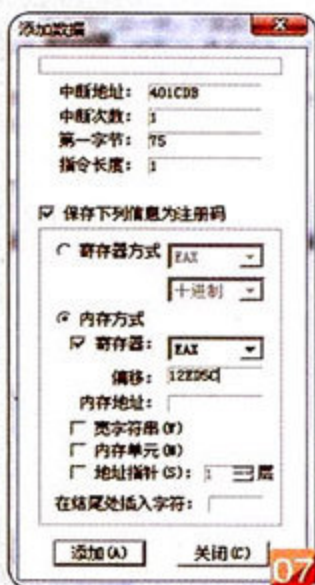 添加数据
中断地址: 401CDB
中断次数: 1
第一字节: 75
指令长度: 1
保存下列信息为注册码
寄存器方式 EAX
十进制
内存方式
寄存器: EAX
偏移: 12ED5C
内存地址:
宽字符串(W)
内存单元(M)
地址指针(S): 1 层
在结尾处插入字符:
添加(A) 关闭(C)
07